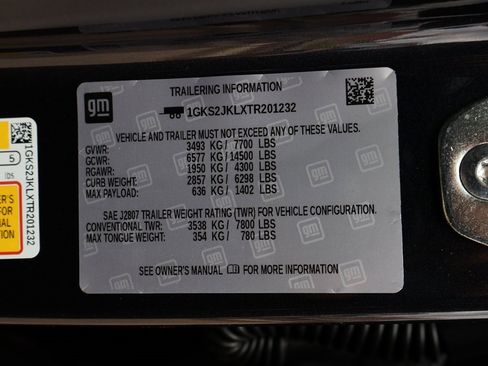 TRAILERING INFORMATION
gm
1GKS2JKLXTR201232
VEHICLE AND TRAILER MUST NOT EXCEED ANY OF THESE VALUES.
GVWR: 3493 KG/ 7700 LBS
GCWR: 6577 KG/ 14500 LBS
RGAWR: 1950 KG/ 4300 LBS
CURB WEIGHT: 2857 KG/ 6298 LBS
MAX PAYLOAD: 636 KG/ 1402 LBS
SAE J2807 TRAILER WEIGHT RATING (TWR) FOR VEHICLE CONFIGURATION.
CONVENTIONAL TWR: 3538 KG/ 7800 LBS
MAX TONGUE WEIGHT: 354 KG/ 780 LBS
SEE OWNER'S MANUAL FOR MORE INFORMATION
1GKS2JKLXTR201232
5